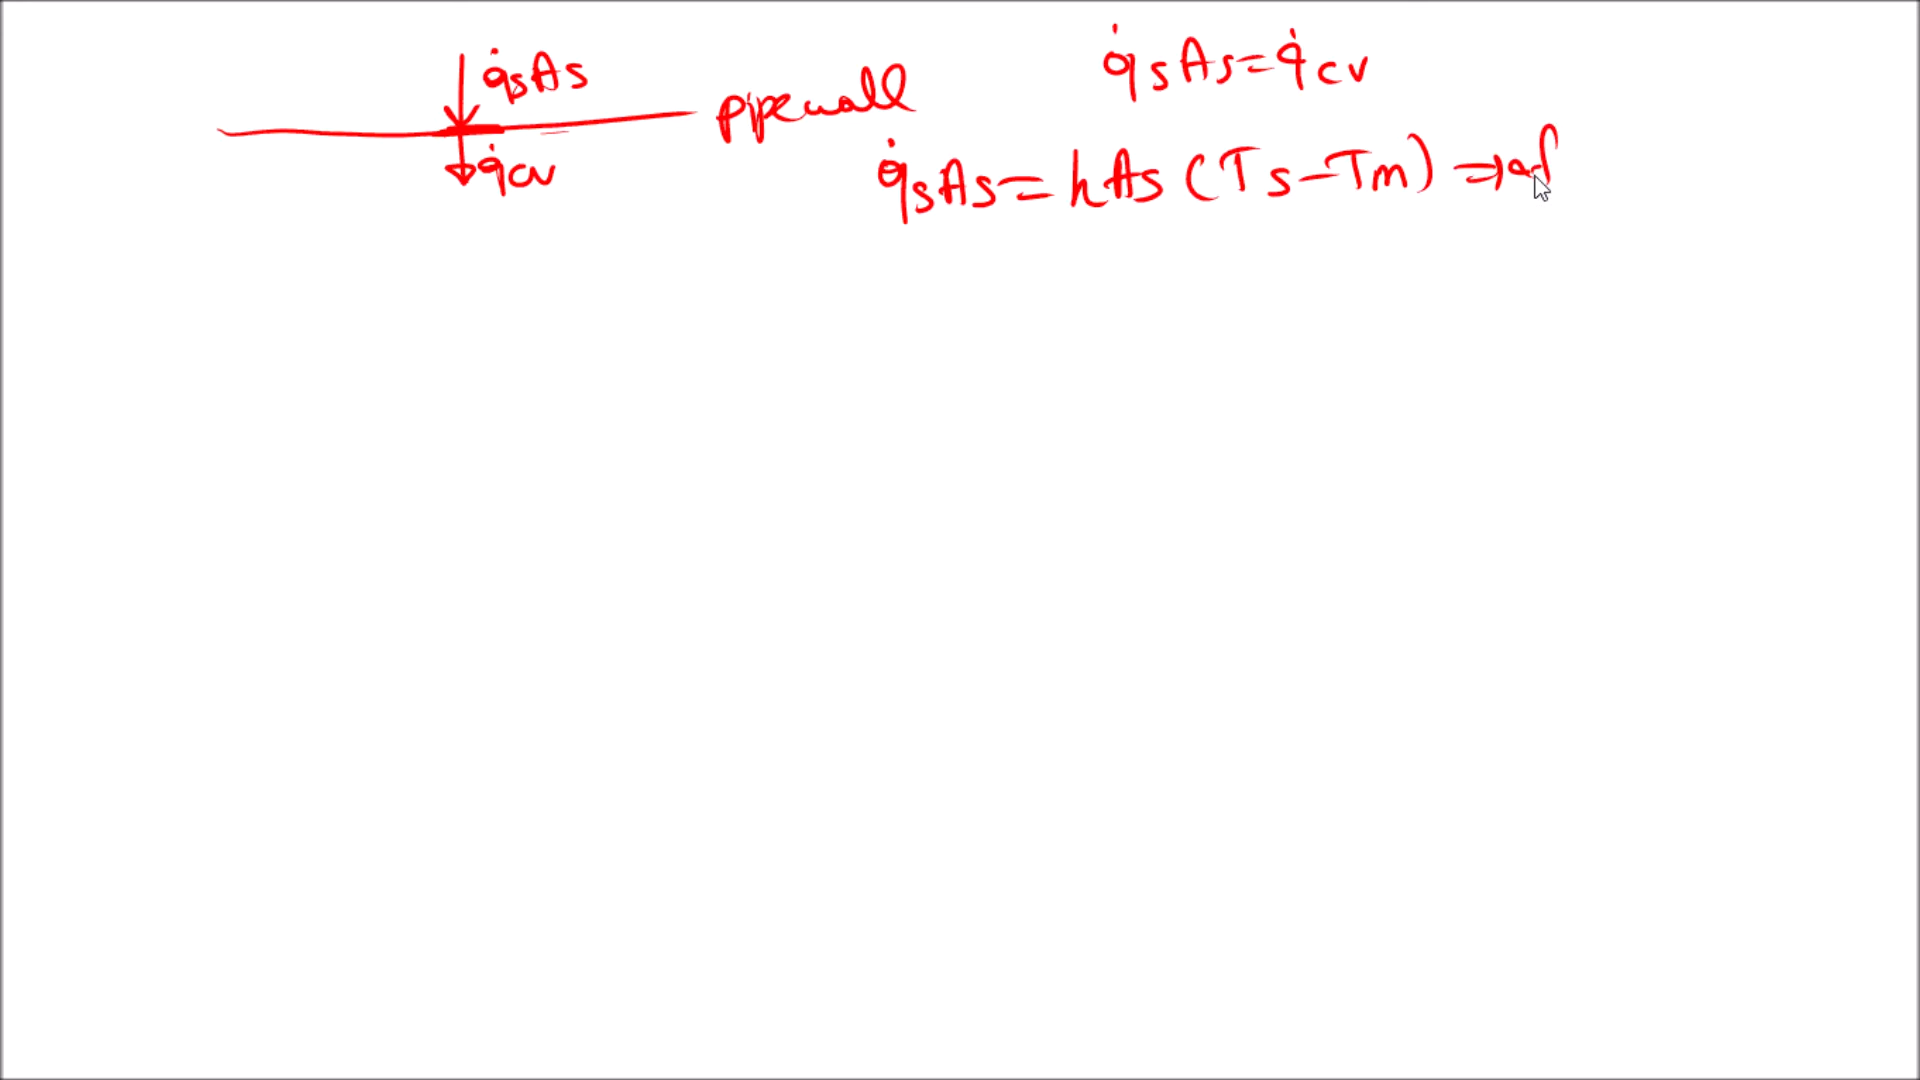 q̇sAs
pipewall
q̇cv
q̇sAs=q̇cv
q̇sAs=hAs(Ts-Tm) ⇒